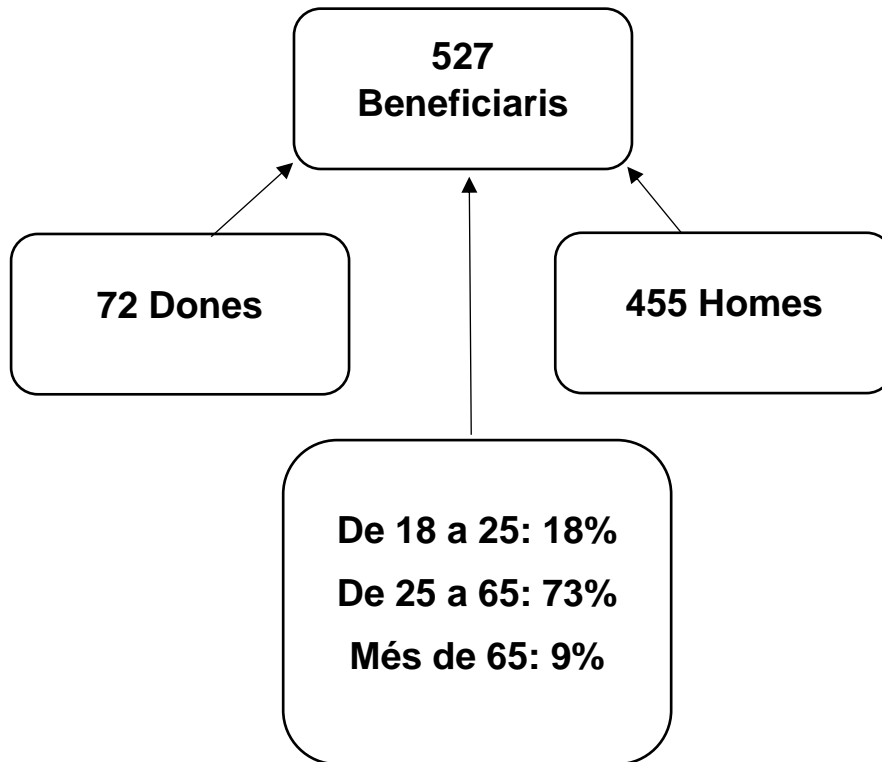 527
Beneficiaris
72 Dones
455 Homes
De 18 a 25: 18%
De 25 a 65: 73%
Més de 65: 9%